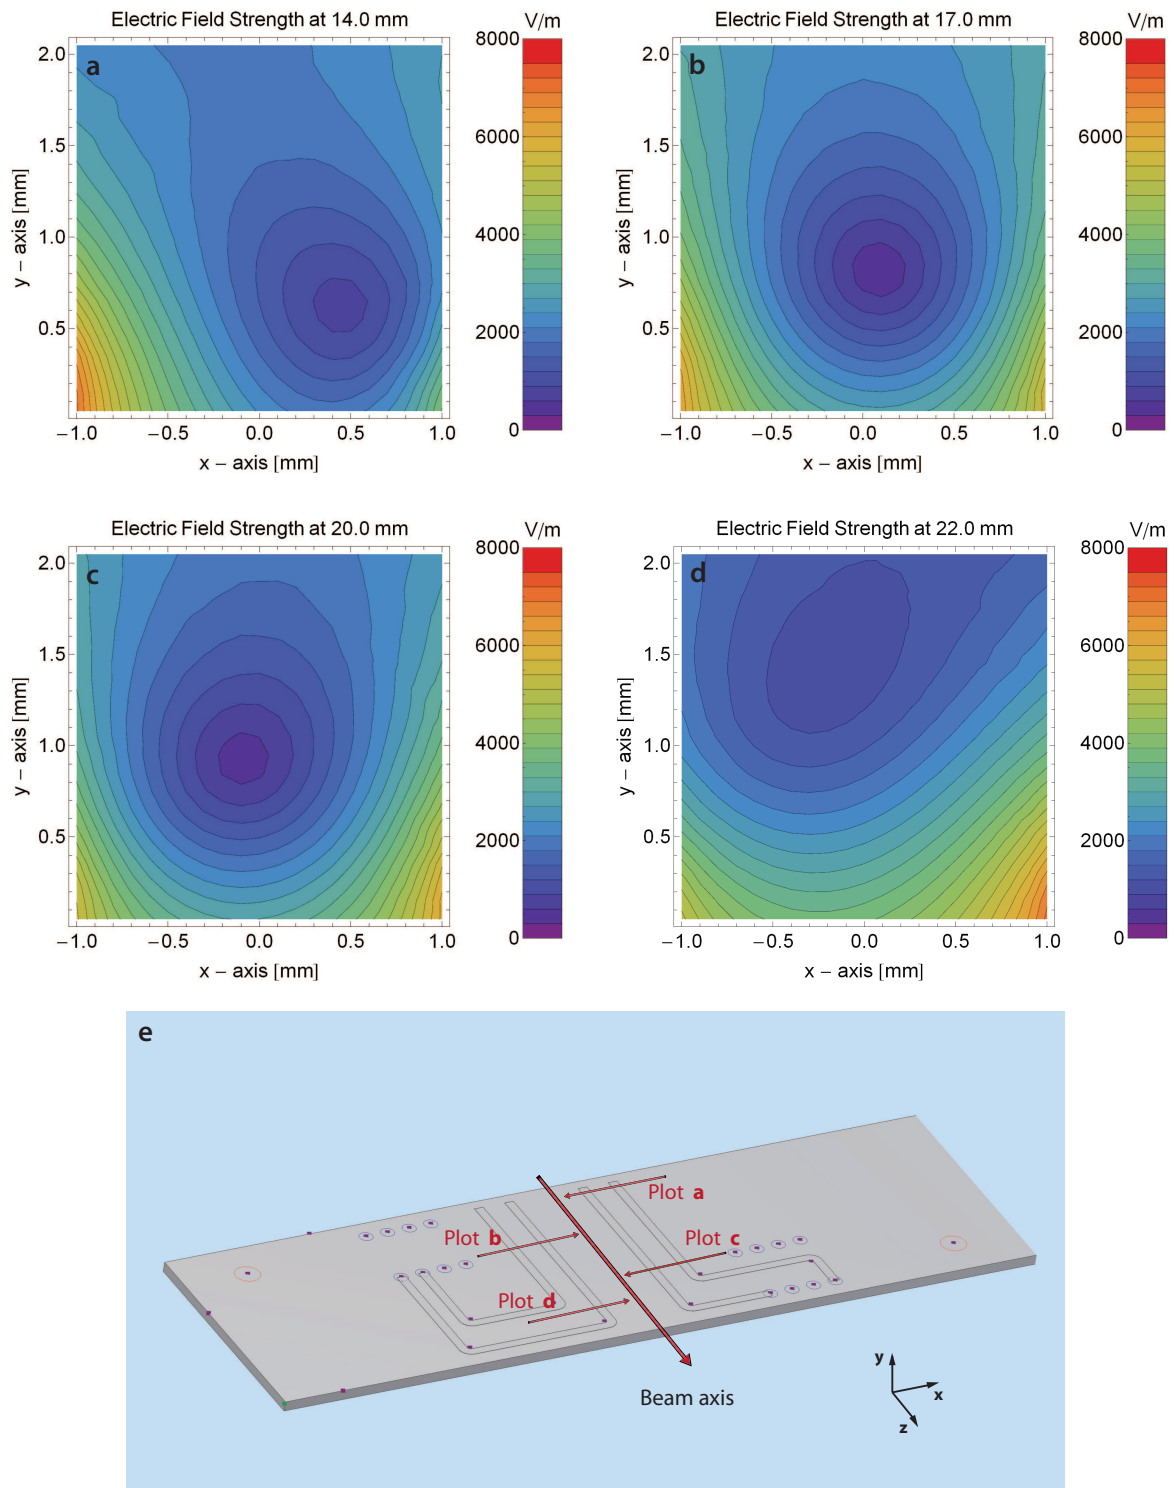 Electric Field Strength at 14.0 mm
V/m
a
8000
6000
4000
2000
0
2.0
1.5
1.0
0.5
y – axis [mm]
−1.0 −0.5 0.0 0.5 1.0
x – axis [mm]
Electric Field Strength at 17.0 mm
V/m
b
8000
6000
4000
2000
0
2.0
1.5
1.0
0.5
y – axis [mm]
−1.0 −0.5 0.0 0.5 1.0
x – axis [mm]
Electric Field Strength at 20.0 mm
V/m
c
8000
6000
4000
2000
0
2.0
1.5
1.0
0.5
y – axis [mm]
−1.0 −0.5 0.0 0.5 1.0
x – axis [mm]
Electric Field Strength at 22.0 mm
V/m
d
8000
6000
4000
2000
0
2.0
1.5
1.0
0.5
y – axis [mm]
−1.0 −0.5 0.0 0.5 1.0
x – axis [mm]
e
Plot a
Plot b
Plot c
Plot d
Beam axis
y
x
z